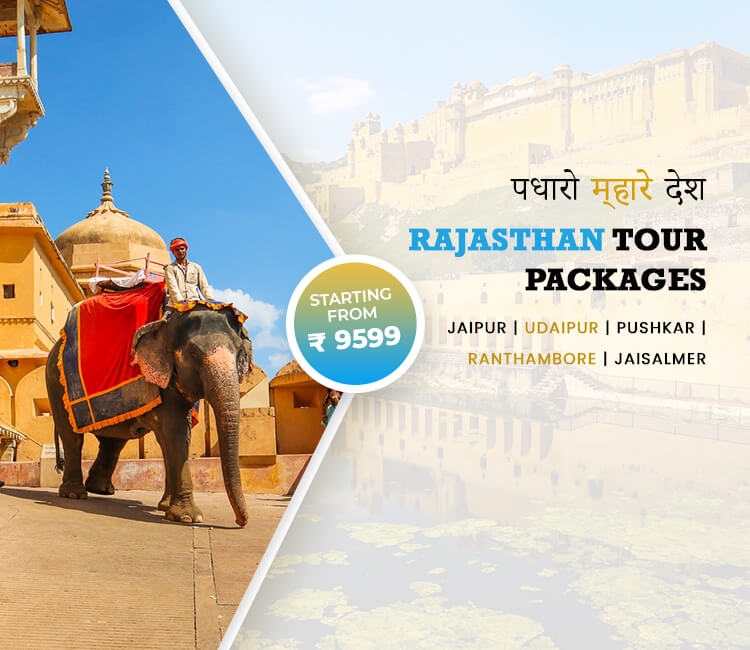 पधारो म्हारे देश
RAJASTHAN TOUR
PACKAGES
JAIPUR | UDAIPUR | PUSHKAR |
RANTHAMBORE | JAISALMER
STARTING
FROM
₹ 9599